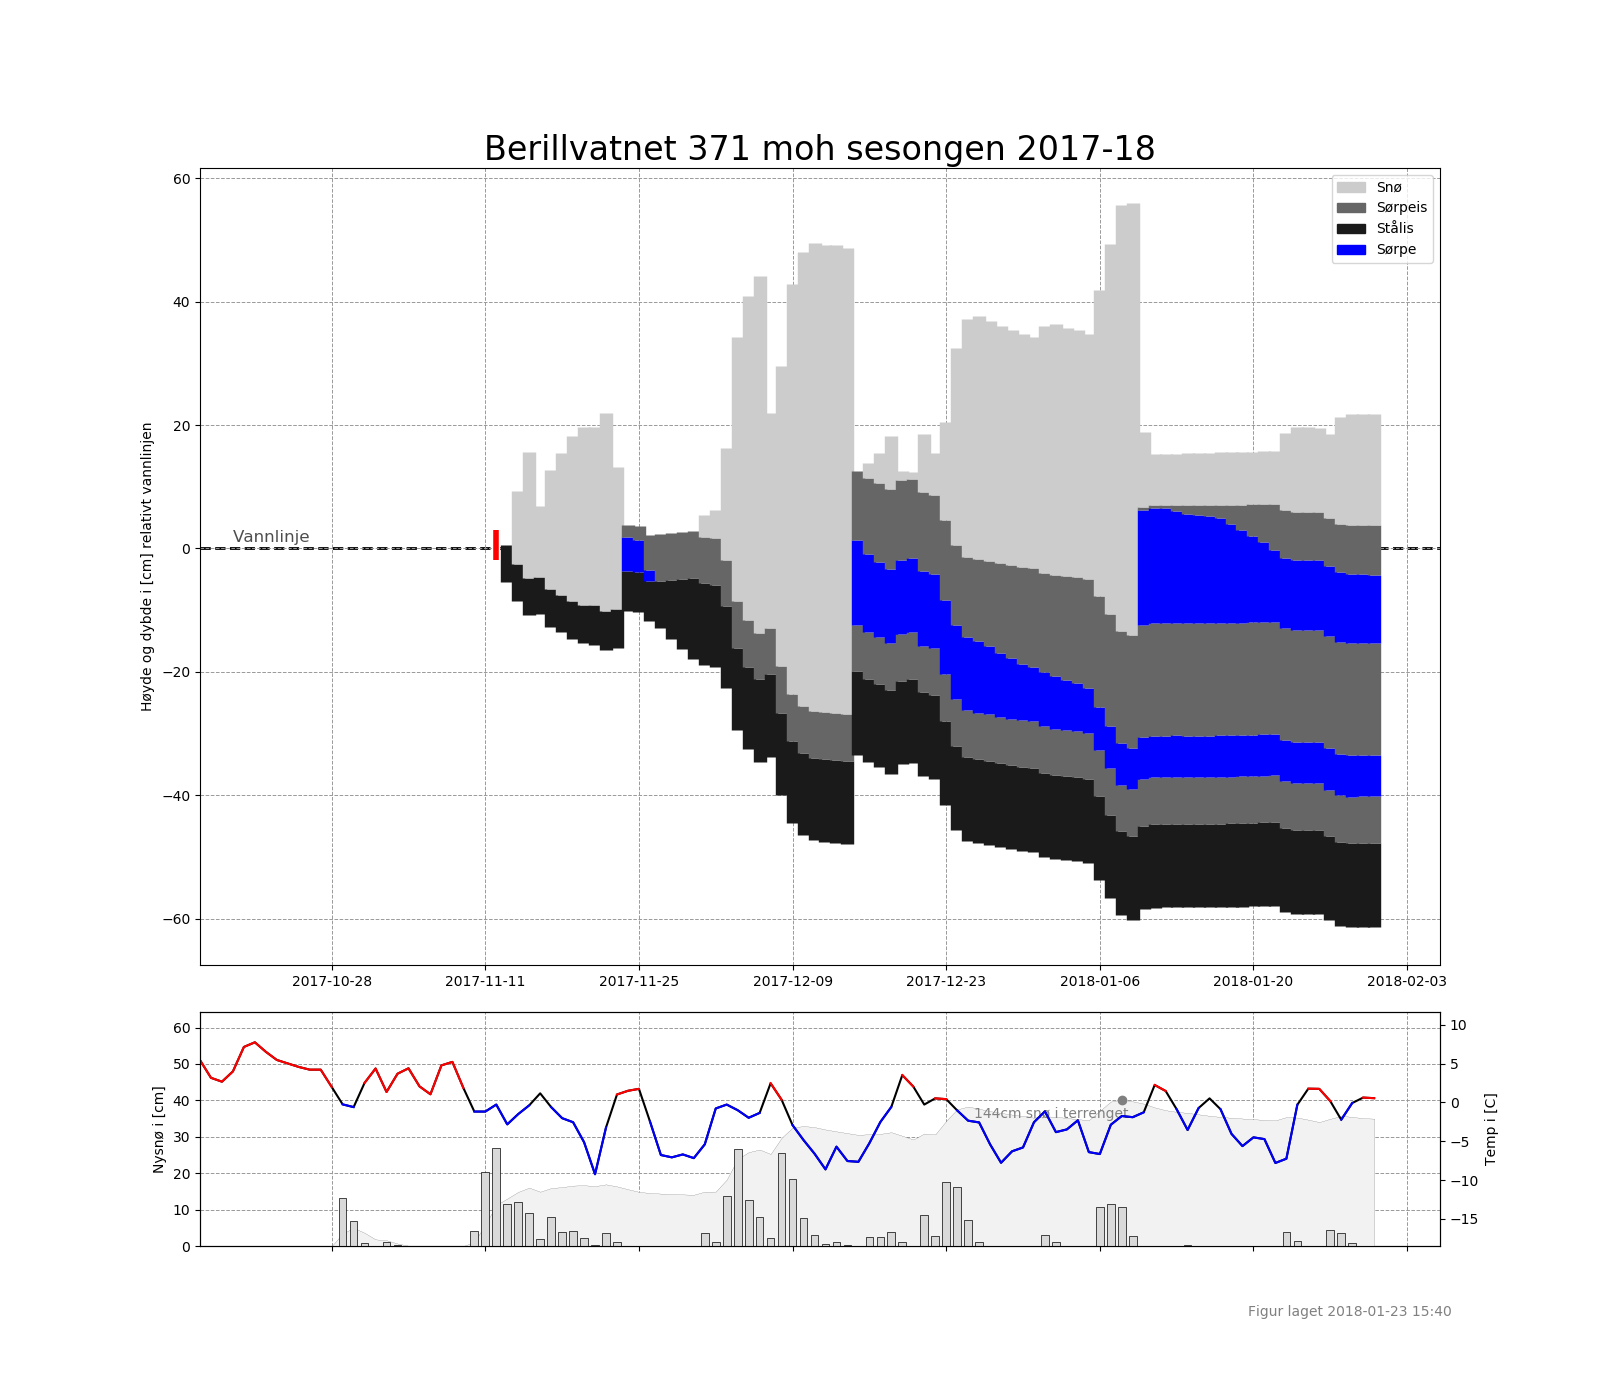 Berillvatnet 371 moh sesongen 2017-18
Høyde og dybde i [cm] relativt vannlinjen
60
40
20
0
−20
−40
−60
Vannlinje
Snø
Sørpeis
Stålis
Sørpe
2017-10-28
2017-11-11
2017-11-25
2017-12-09
2017-12-23
2018-01-06
2018-01-20
2018-02-03
Nysnø i [cm]
60
50
40
30
20
10
0
144cm snø i terrenget
10
5
0
−5
−10
−15
Temp i [C]
Figur laget 2018-01-23 15:40